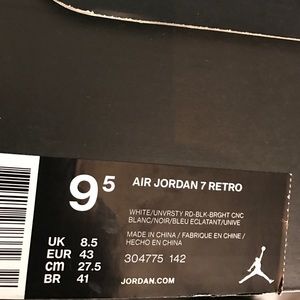 9 5
AIR JORDAN 7 RETRO
WHITE/UNVRSTY RD-BLK-BRGHT CNC
BLANC/NOIR/BLEU ECLATANT/UNIVE
MADE IN CHINA / FABRIQUE EN CHINE /
HECHO EN CHINA
UK 8.5
EUR 43
cm 27.5
BR 41
304775 142
JORDAN.COM